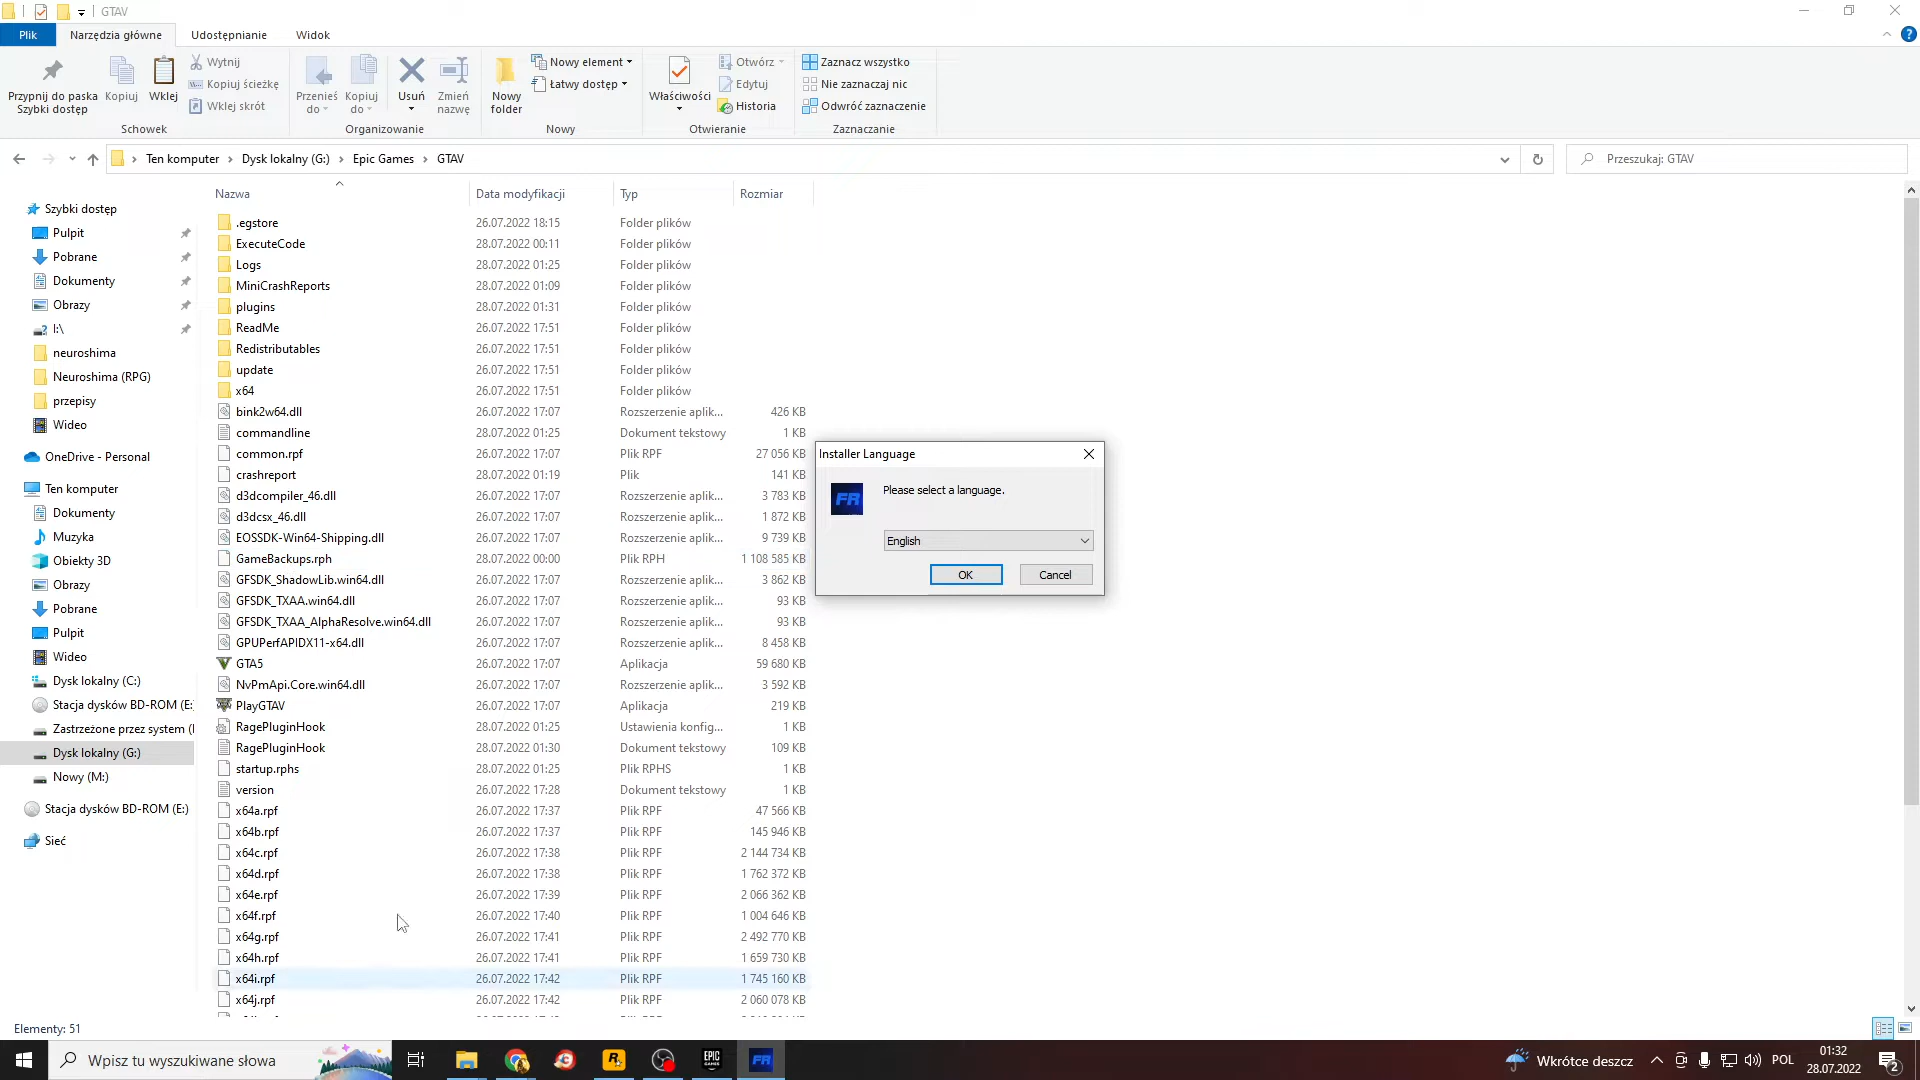 GTAV
Plik
Narzędzia główne
Udostępnianie
Widok
Przypnij do paska
Szybki dostęp
Kopiuj
Wklej
Wytnij
Kopiuj ścieżkę
Wklej skrót
Przenieś
do
Kopiuj
do
Usuń
Zmień
nazwę
Nowy
folder
Nowy element
Łatwy dostęp
Właściwości
Otwórz
Edytuj
Historia
Zaznacz wszystko
Nie zaznaczaj nic
Odwróć zaznaczenie
Schowek
Organizowanie
Nowy
Otwieranie
Zaznaczanie
Ten komputer > Dysk lokalny (G:) > Epic Games > GTAV
Przeszukaj: GTAV
Szybki dostęp
Pulpit
Pobrane
Dokumenty
Obrazy
I:\
neuroshima
Neuroshima (RPG)
przepisy
Wideo
OneDrive - Personal
Ten komputer
Dokumenty
Muzyka
Obiekty 3D
Obrazy
Pobrane
Pulpit
Wideo
Dysk lokalny (C:)
Stacja dysków BD-ROM (E:
Zastrzeżone przez system (
Dysk lokalny (G:)
Nowy (M:)
Stacja dysków BD-ROM (E:)
Sieć
Nazwa Data modyfikacji Typ Rozmiar
.egstore 26.07.2022 18:15 Folder plików
ExecuteCode 28.07.2022 00:11 Folder plików
Logs 28.07.2022 01:25 Folder plików
MiniCrashReports 28.07.2022 01:09 Folder plików
plugins 28.07.2022 01:31 Folder plików
ReadMe 26.07.2022 17:51 Folder plików
Redistributables 26.07.2022 17:51 Folder plików
update 26.07.2022 17:51 Folder plików
x64 26.07.2022 17:51 Folder plików
bink2w64.dll 26.07.2022 17:07 Rozszerzenie aplik... 426 KB
commandline 28.07.2022 01:25 Dokument tekstowy 1 KB
common.rpf 26.07.2022 17:07 Plik RPF 27 056 KB
crashreport 28.07.2022 01:19 Plik 141 KB
d3dcompiler_46.dll 26.07.2022 17:07 Rozszerzenie aplik... 3 783 KB
d3dcsx_46.dll 26.07.2022 17:07 Rozszerzenie aplik... 1 872 KB
EOSSDK-Win64-Shipping.dll 26.07.2022 17:07 Rozszerzenie aplik... 9 739 KB
GameBackups.rph 28.07.2022 00:00 Plik RPH 1 108 585 KB
GFSDK_ShadowLib.win64.dll 26.07.2022 17:07 Rozszerzenie aplik... 3 862 KB
GFSDK_TXAA.win64.dll 26.07.2022 17:07 Rozszerzenie aplik... 93 KB
GFSDK_TXAA_AlphaResolve.win64.dll 26.07.2022 17:07 Rozszerzenie aplik... 93 KB
GPUPerfAPIDX11-x64.dll 26.07.2022 17:07 Rozszerzenie aplik... 8 458 KB
GTA5 26.07.2022 17:07 Aplikacja 59 680 KB
NvPmApi.Core.win64.dll 26.07.2022 17:07 Rozszerzenie aplik... 3 592 KB
PlayGTAV 26.07.2022 17:07 Aplikacja 219 KB
RagePluginHook 28.07.2022 01:25 Ustawienia konfig... 1 KB
RagePluginHook 28.07.2022 01:30 Dokument tekstowy 109 KB
startup.rphs 28.07.2022 01:25 Plik RPHS 1 KB
version 26.07.2022 17:28 Dokument tekstowy 1 KB
x64a.rpf 26.07.2022 17:37 Plik RPF 47 566 KB
x64b.rpf 26.07.2022 17:37 Plik RPF 145 946 KB
x64c.rpf 26.07.2022 17:38 Plik RPF 2 144 734 KB
x64d.rpf 26.07.2022 17:38 Plik RPF 1 762 372 KB
x64e.rpf 26.07.2022 17:39 Plik RPF 2 066 362 KB
x64f.rpf 26.07.2022 17:40 Plik RPF 1 004 646 KB
x64g.rpf 26.07.2022 17:41 Plik RPF 2 492 770 KB
x64h.rpf 26.07.2022 17:41 Plik RPF 1 659 730 KB
x64i.rpf 26.07.2022 17:42 Plik RPF 1 745 160 KB
x64j.rpf 26.07.2022 17:42 Plik RPF 2 060 078 KB
Installer Language
FR
Please select a language.
English
OK
Cancel
Elementy: 51
Wpisz tu wyszukiwane słowa
EPIC
GAMES
FR
Wkrótce deszcz
POL
01:32
28.07.2022
2